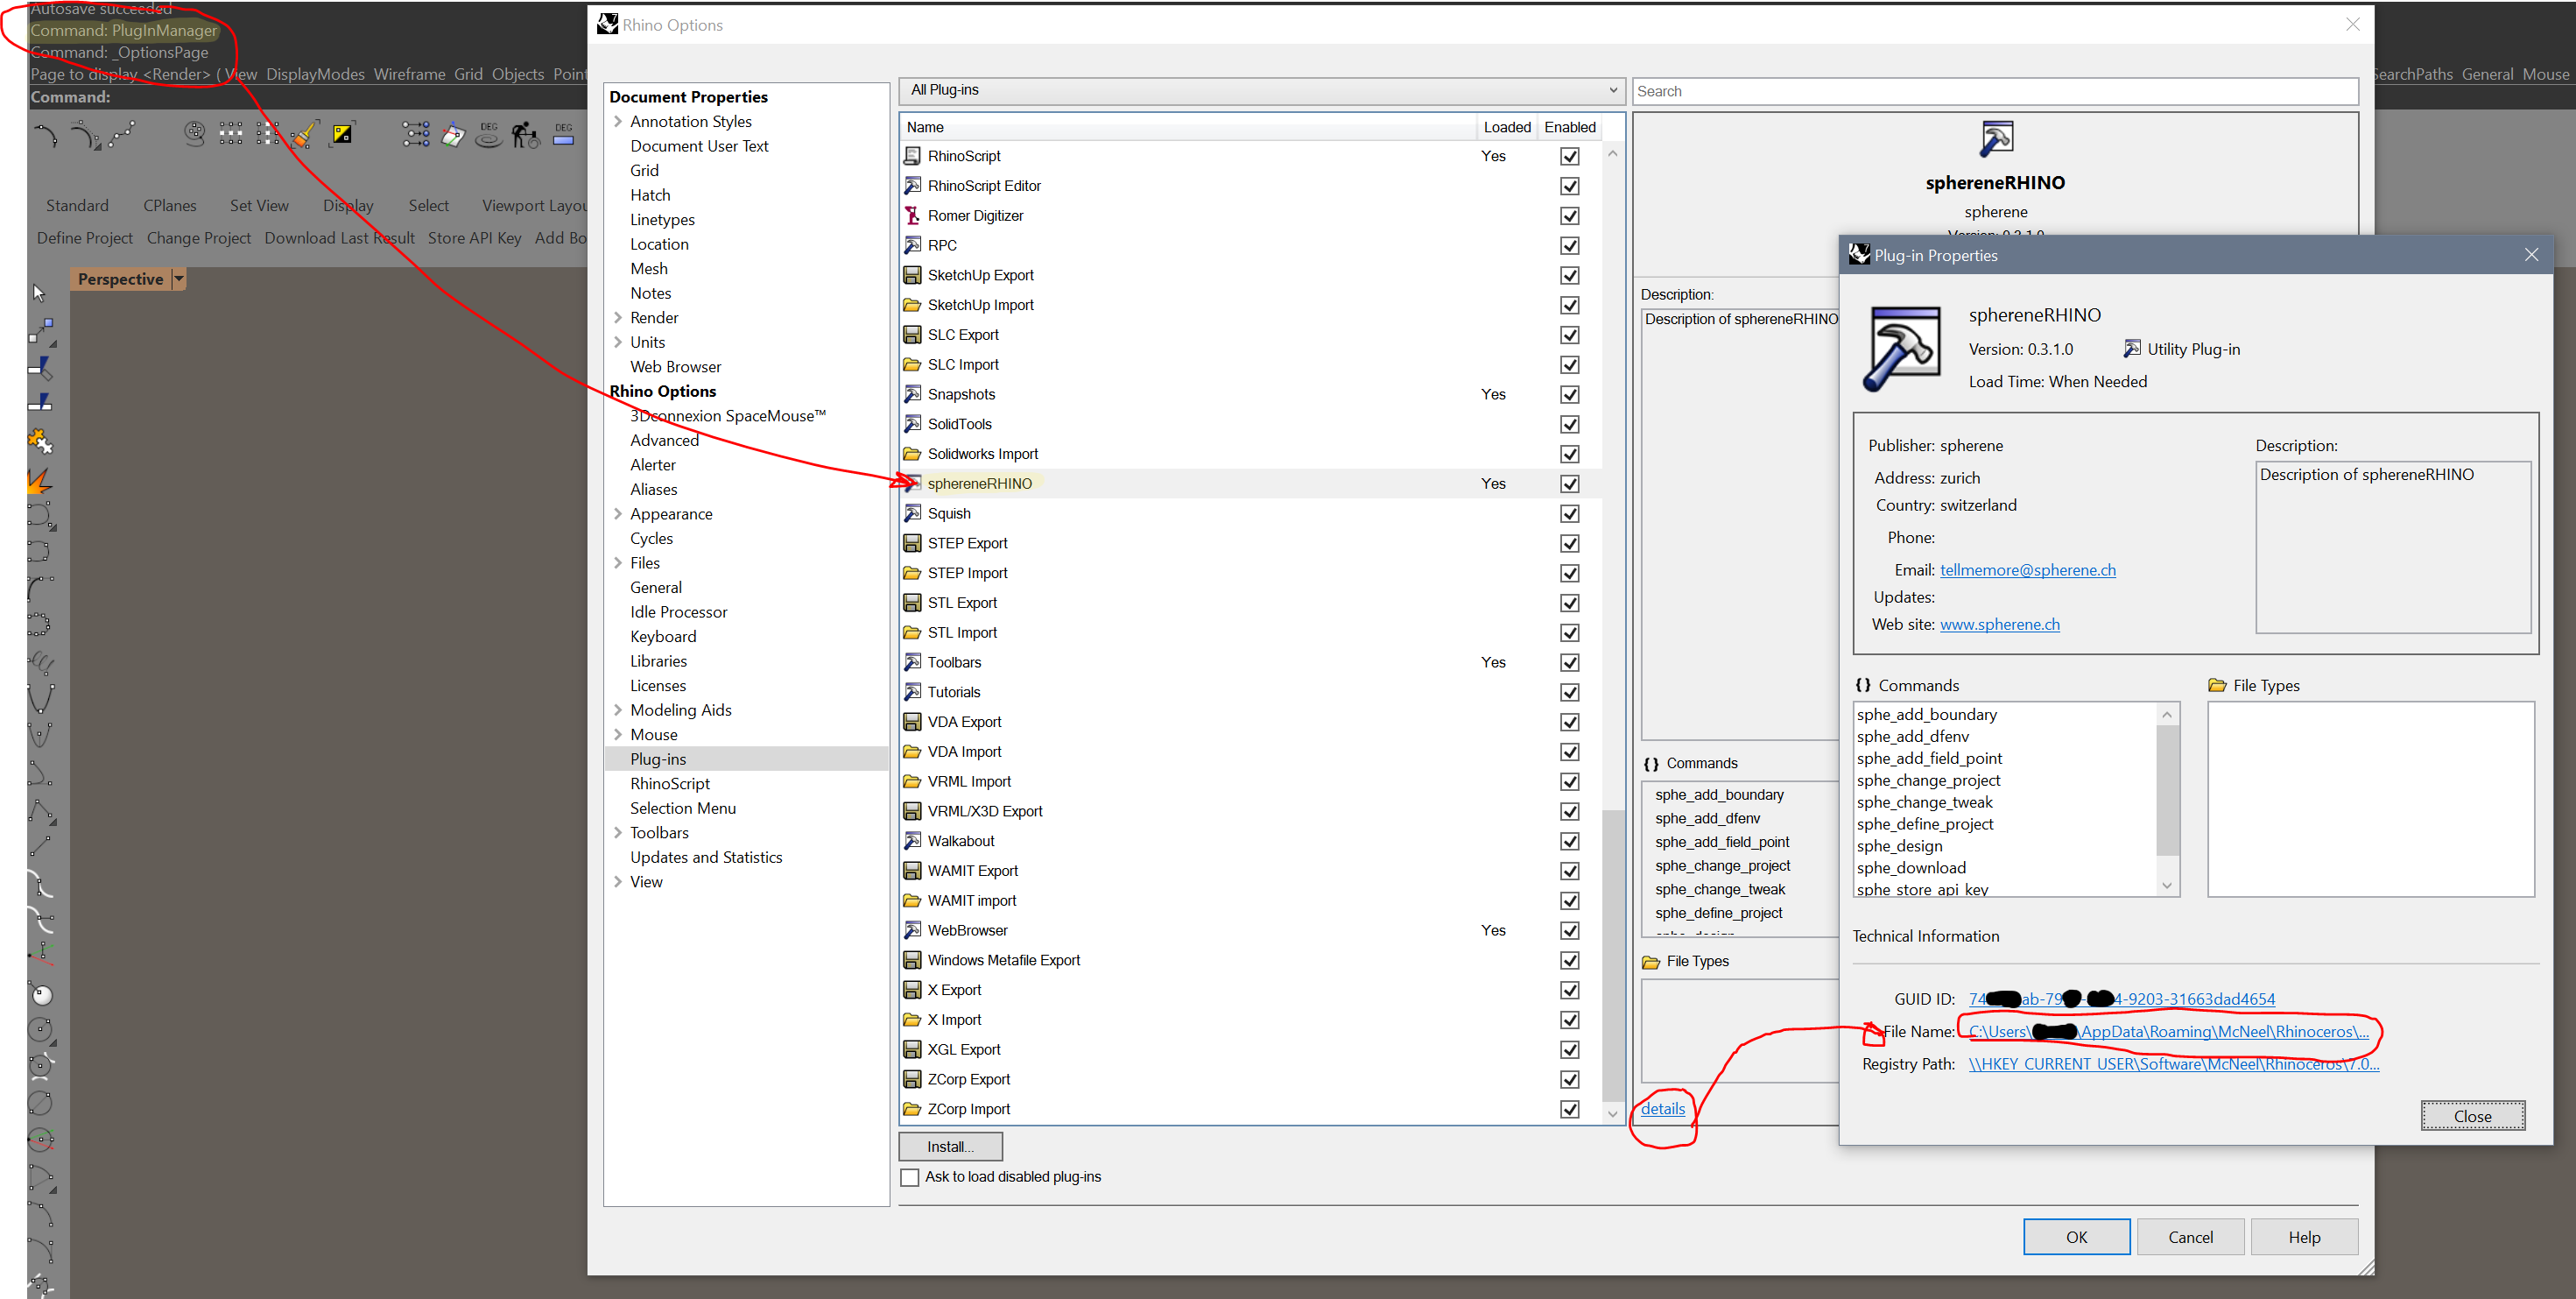 Autosave succeeded
Command: PlugInManager
Command: _OptionsPage
Page to display <Render> ( View DisplayModes Wireframe Grid Objects Point
SearchPaths General Mouse
Command:
DEG
DEG
Standard CPlanes Set View Display Select Viewport Layou
Define Project Change Project Download Last Result Store API Key Add Bo
Perspective
Rhino Options
Document Properties
Annotation Styles
Document User Text
Grid
Hatch
Linetypes
Location
Mesh
Notes
Render
Units
Web Browser
Rhino Options
3Dconnexion SpaceMouse™
Advanced
Alerter
Aliases
Appearance
Cycles
Files
General
Idle Processor
Keyboard
Libraries
Licenses
Modeling Aids
Mouse
Plug-ins
RhinoScript
Selection Menu
Toolbars
Updates and Statistics
View
All Plug-ins
Name Loaded Enabled
RhinoScript Yes
RhinoScript Editor
Romer Digitizer
RPC
SketchUp Export
SketchUp Import
SLC Export
SLC Import
Snapshots Yes
SolidTools
Solidworks Import
sphereneRHINO Yes
Squish
STEP Export
STEP Import
STL Export
STL Import
Toolbars Yes
Tutorials
VDA Export
VDA Import
VRML Import
VRML/X3D Export
Walkabout
WAMIT Export
WAMIT import
WebBrowser Yes
Windows Metafile Export
X Export
X Import
XGL Export
ZCorp Export
ZCorp Import
Install...
Ask to load disabled plug-ins
Search
sphereneRHINO
spherene
Version: 0.3.1.0
Description:
Description of sphereneRHINO
{} Commands
sphe_add_boundary
sphe_add_dfenv
sphe_add_field_point
sphe_change_project
sphe_change_tweak
sphe_define_project
sphe_design
File Types
details
OK Cancel Help
Plug-in Properties
sphereneRHINO
Version: 0.3.1.0 Utility Plug-in
Load Time: When Needed
Publisher: spherene
Address: zurich
Country: switzerland
Phone:
Email: tellmemore@spherene.ch
Updates:
Web site: www.spherene.ch
Description:
Description of sphereneRHINO
{} Commands
sphe_add_boundary
sphe_add_dfenv
sphe_add_field_point
sphe_change_project
sphe_change_tweak
sphe_define_project
sphe_design
sphe_download
sphe_store_api_key
File Types
Technical Information
GUID ID: 74 ab-79 - 4-9203-31663dad4654
File Name: C:\Users\ \AppData\Roaming\McNeel\Rhinoceros\...
Registry Path: \\HKEY_CURRENT_USER\Software\McNeel\Rhinoceros\7.0...
Close